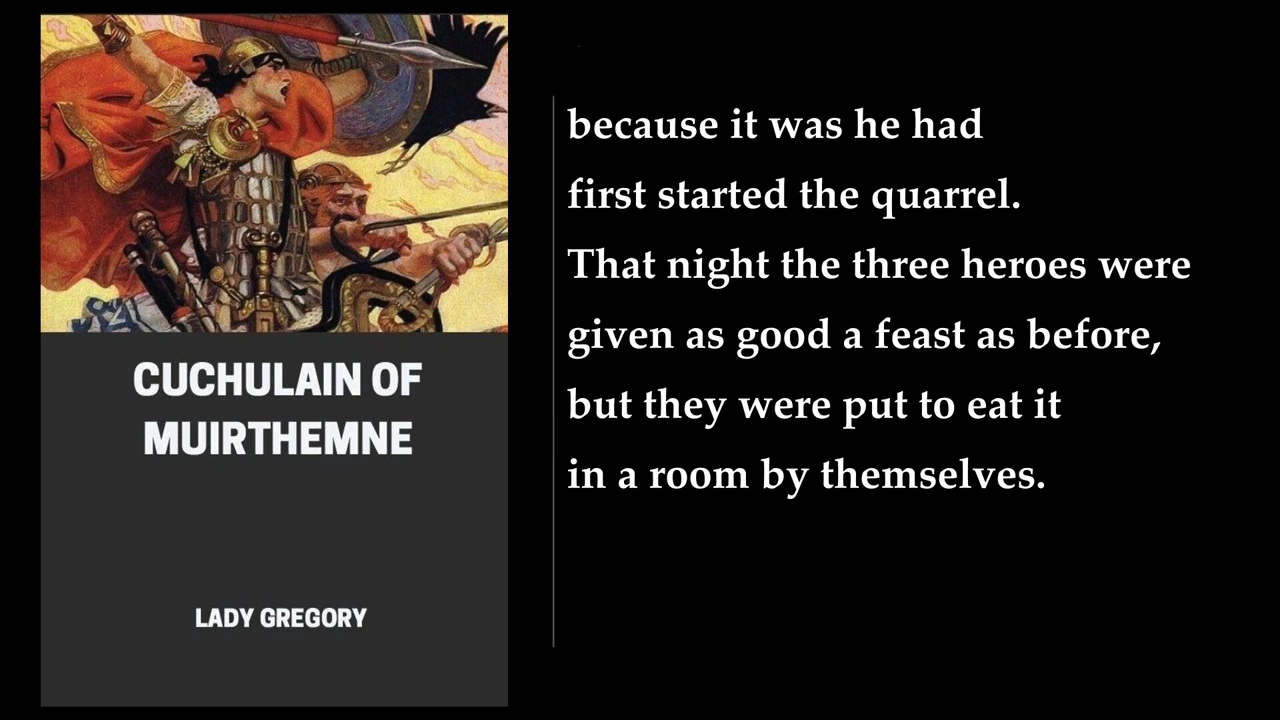 CUCHULAIN OF
MUIRTHEMNE
LADY GREGORY
because it was he had
first started the quarrel.
That night the three heroes were
given as good a feast as before,
but they were put to eat it
in a room by themselves.